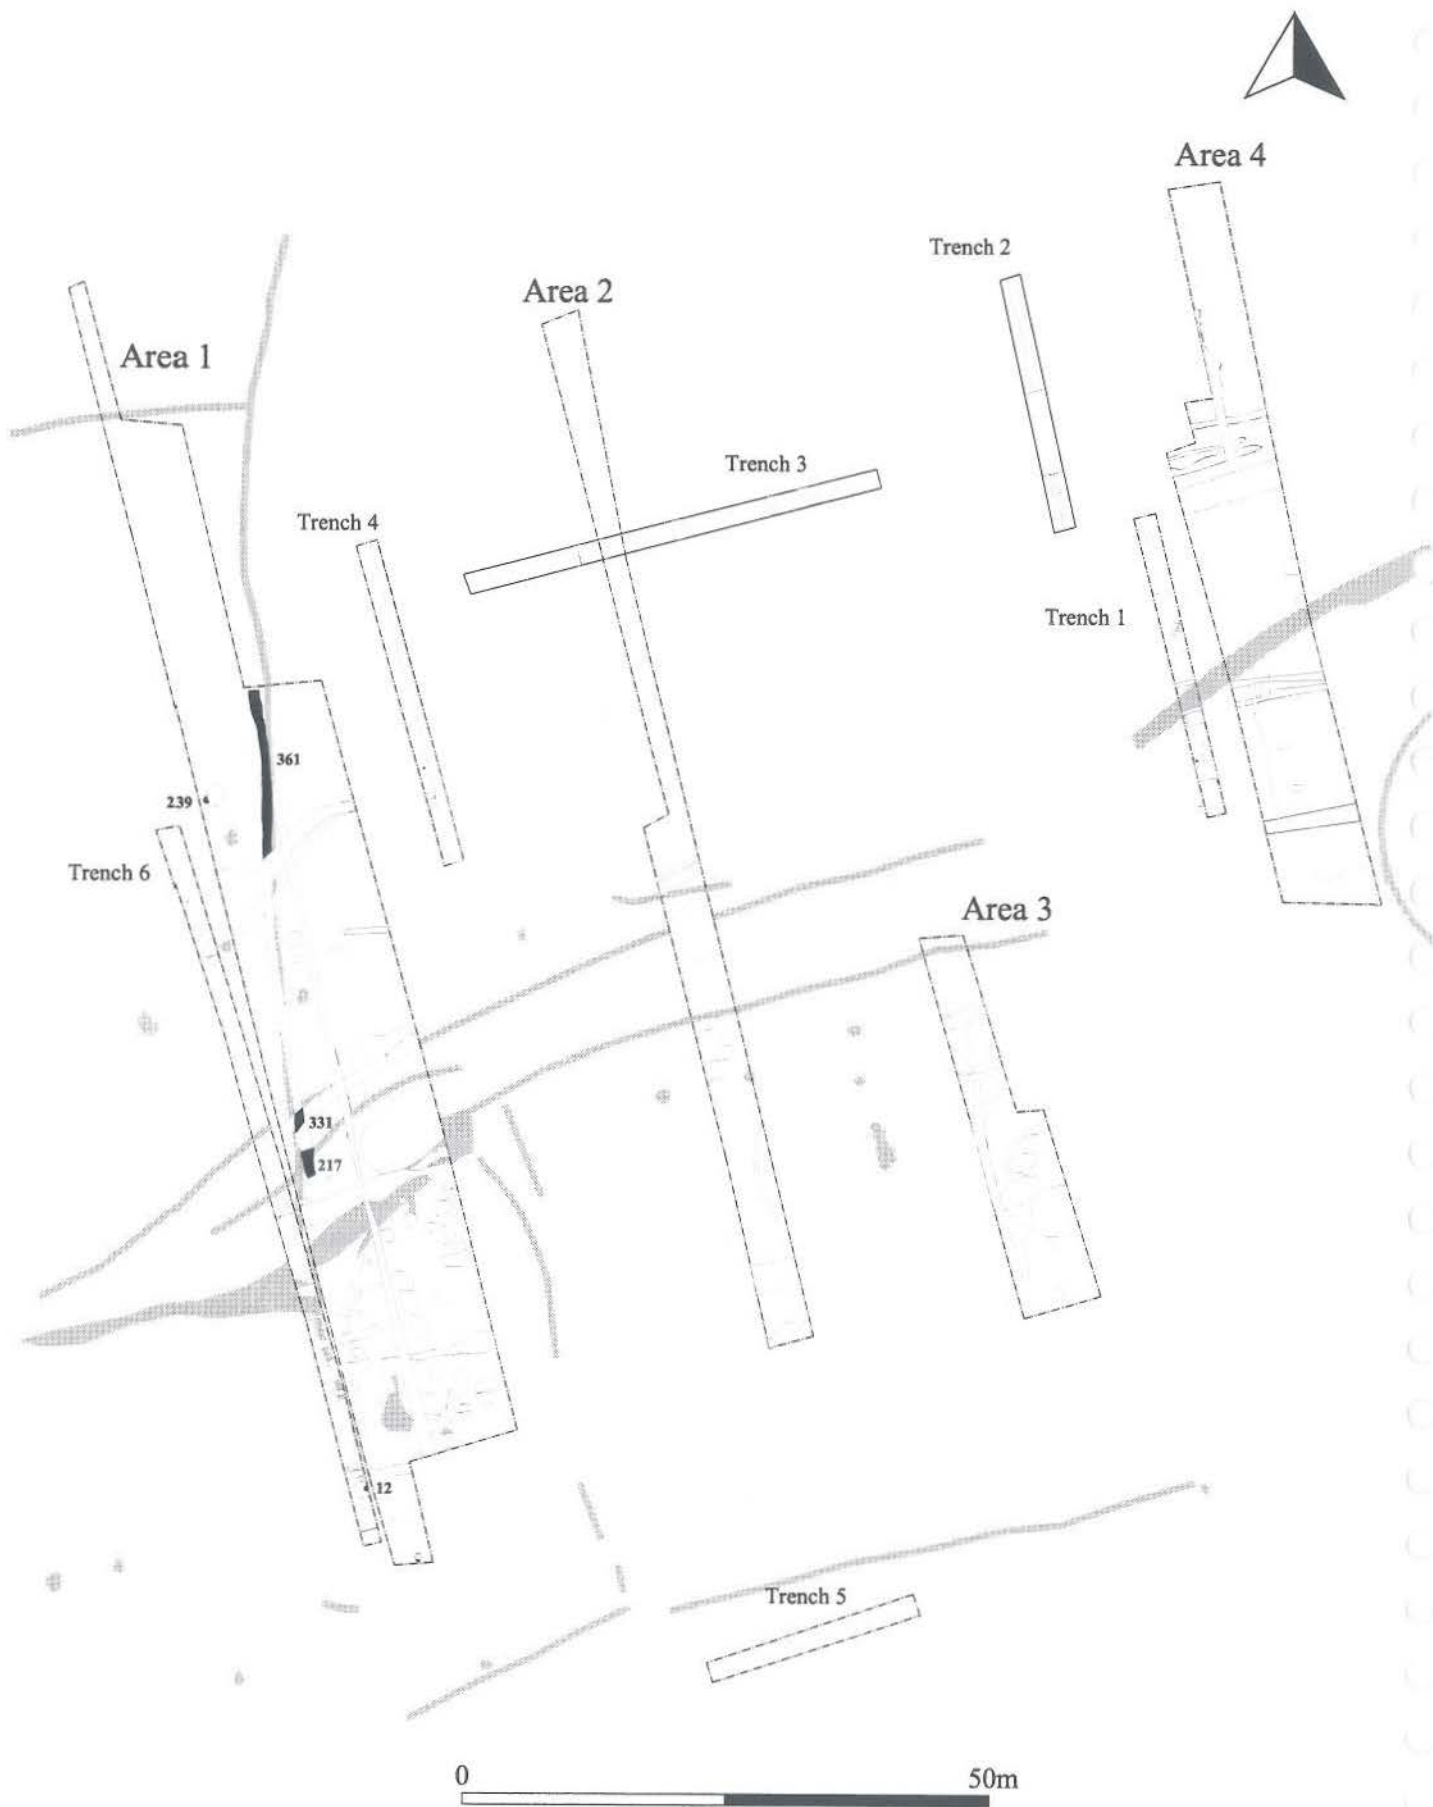 Area 4
Trench 2
Area 2
Area 1
Trench 3
Trench 4
Trench 1
361
239
Trench 6
Area 3
331
217
12
Trench 5
0 50m